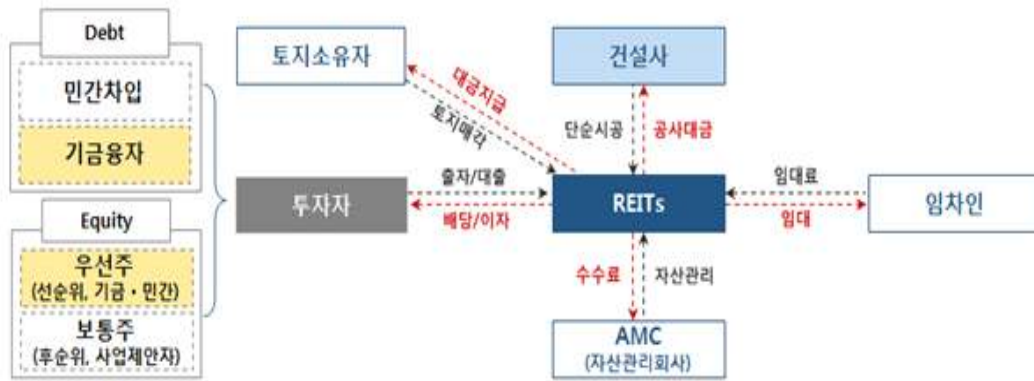 Debt
민간차입
기금융자
Equity
우선주
(선순위, 기금·민간)
보통주
(후순위, 사업제안자)
토지소유자
건설사
대금지급
토지매각
단순시공
공사대금
투자자
출자/대출
배당/이자
REITs
임대료
임대
임차인
수수료
자산관리
AMC
(자산관리회사)